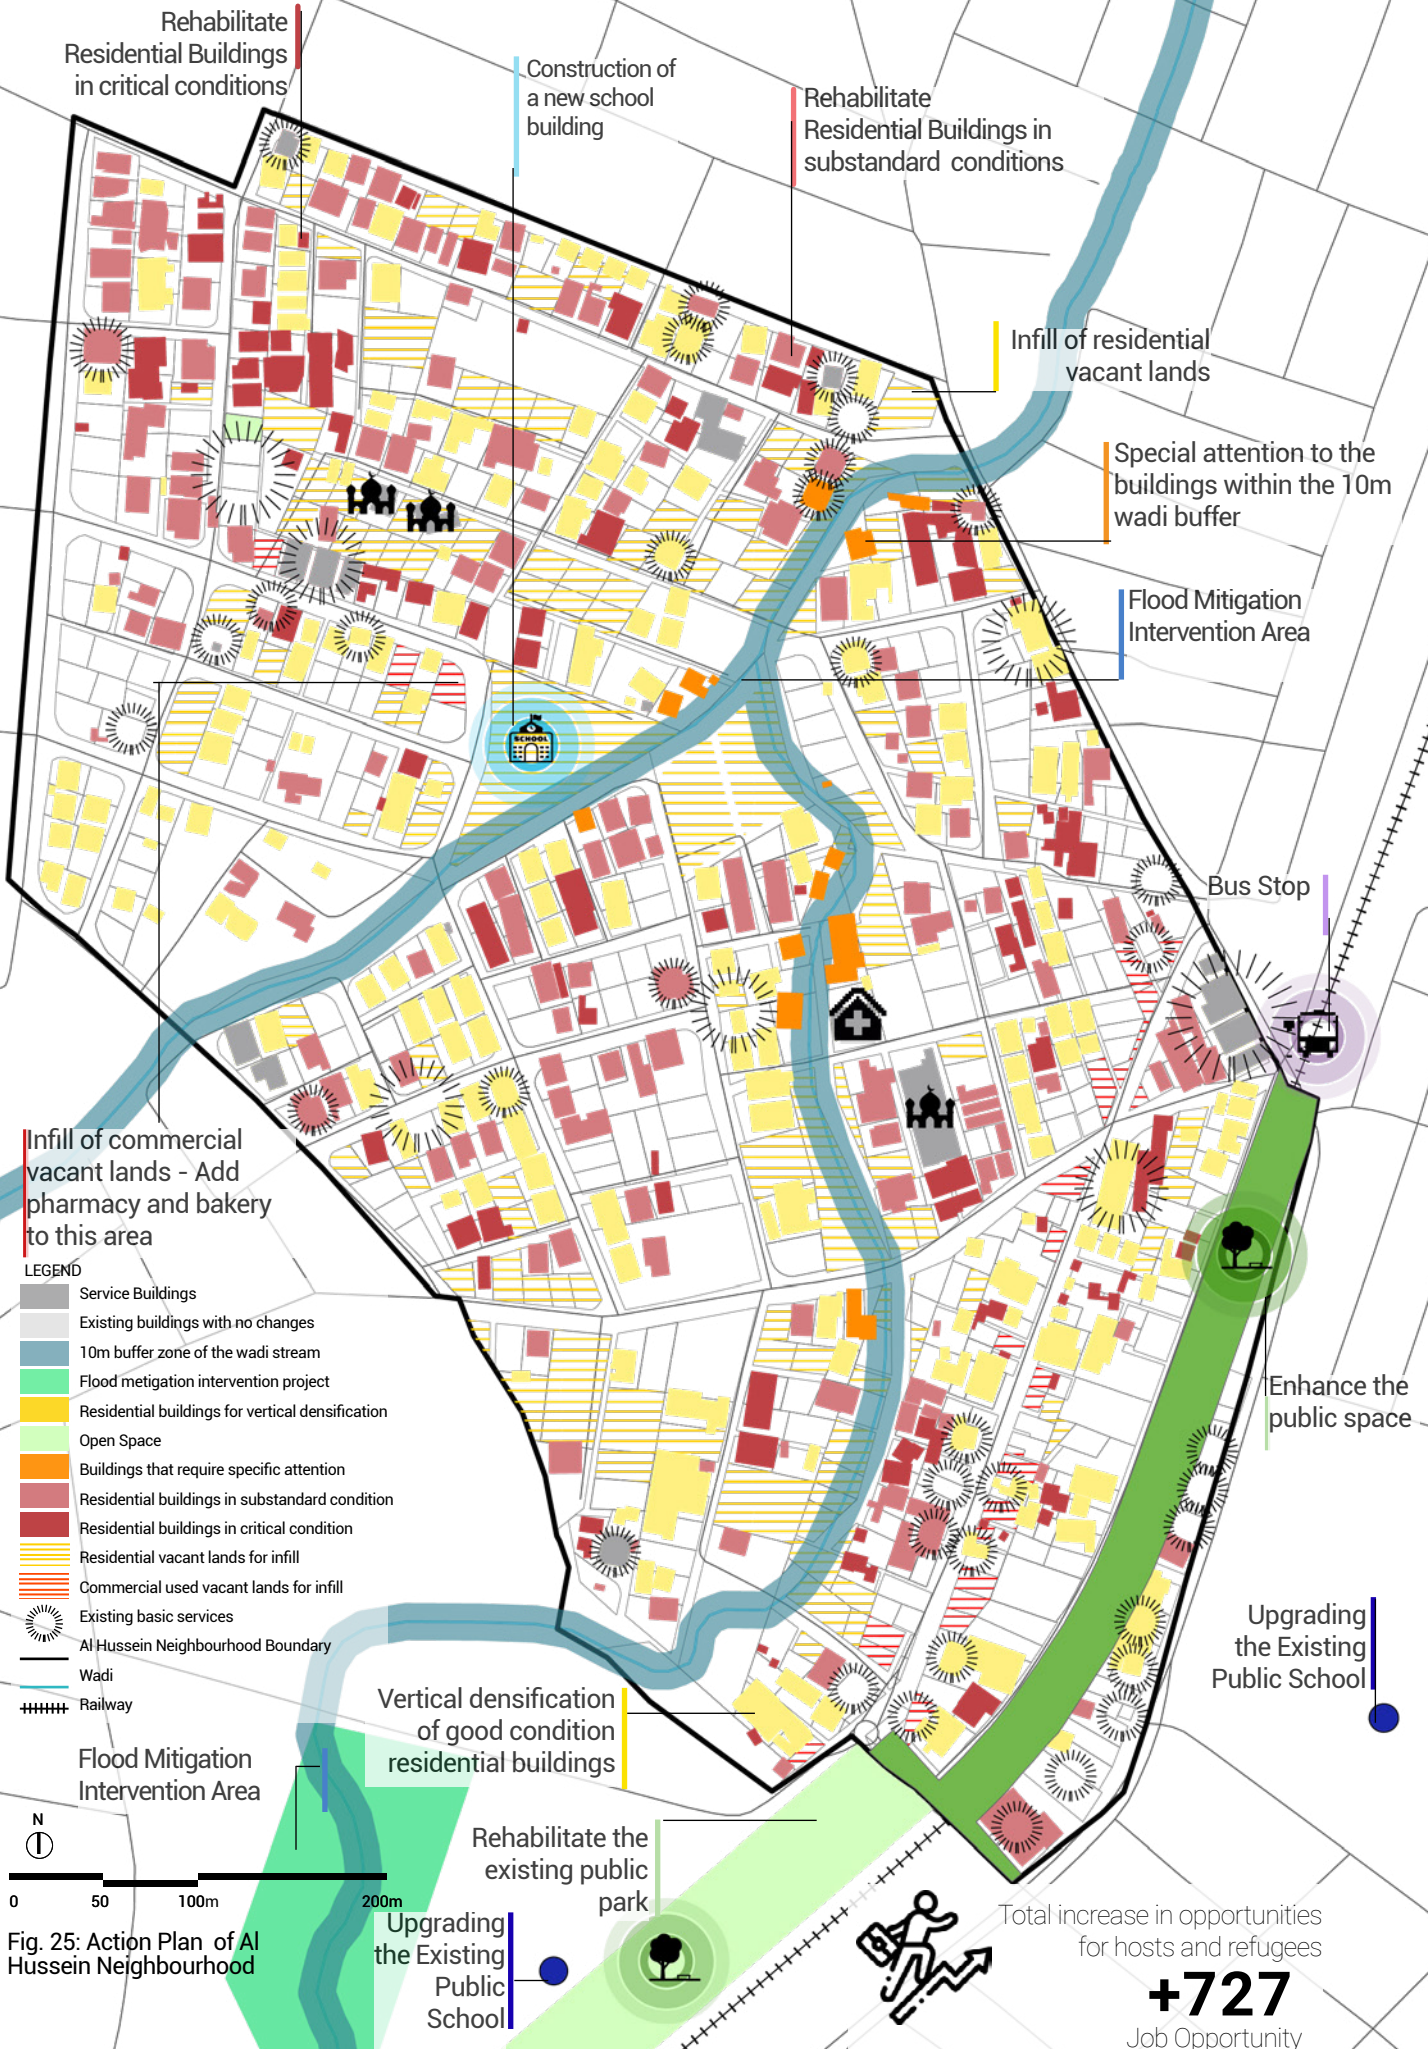 Rehabilitate
Residential Buildings
in critical conditions
Construction of
a new school
building
Rehabilitate
Residential Buildings in
substandard conditions
Infill of residential
vacant lands
Special attention to the
buildings within the 10m
wadi buffer
Flood Mitigation
Intervention Area
SCHOOL
Bus Stop
Infill of commercial
vacant lands - Add
pharmacy and bakery
to this area
LEGEND
Service Buildings
Existing buildings with no changes
10m buffer zone of the wadi stream
Flood metigation intervention project
Residential buildings for vertical densification
Open Space
Buildings that require specific attention
Residential buildings in substandard condition
Residential buildings in critical condition
Residential vacant lands for infill
Commercial used vacant lands for infill
Existing basic services
Al Hussein Neighbourhood Boundary
Wadi
Railway
Enhance the
public space
Upgrading
the Existing
Public School
Vertical densification
of good condition
residential buildings
Flood Mitigation
Intervention Area
N
0 50 100m 200m
Fig. 25: Action Plan of Al
Hussein Neighbourhood
Rehabilitate the
existing public
park
Upgrading
the Existing
Public
School
Total increase in opportunities
for hosts and refugees
+727
Job Opportunity